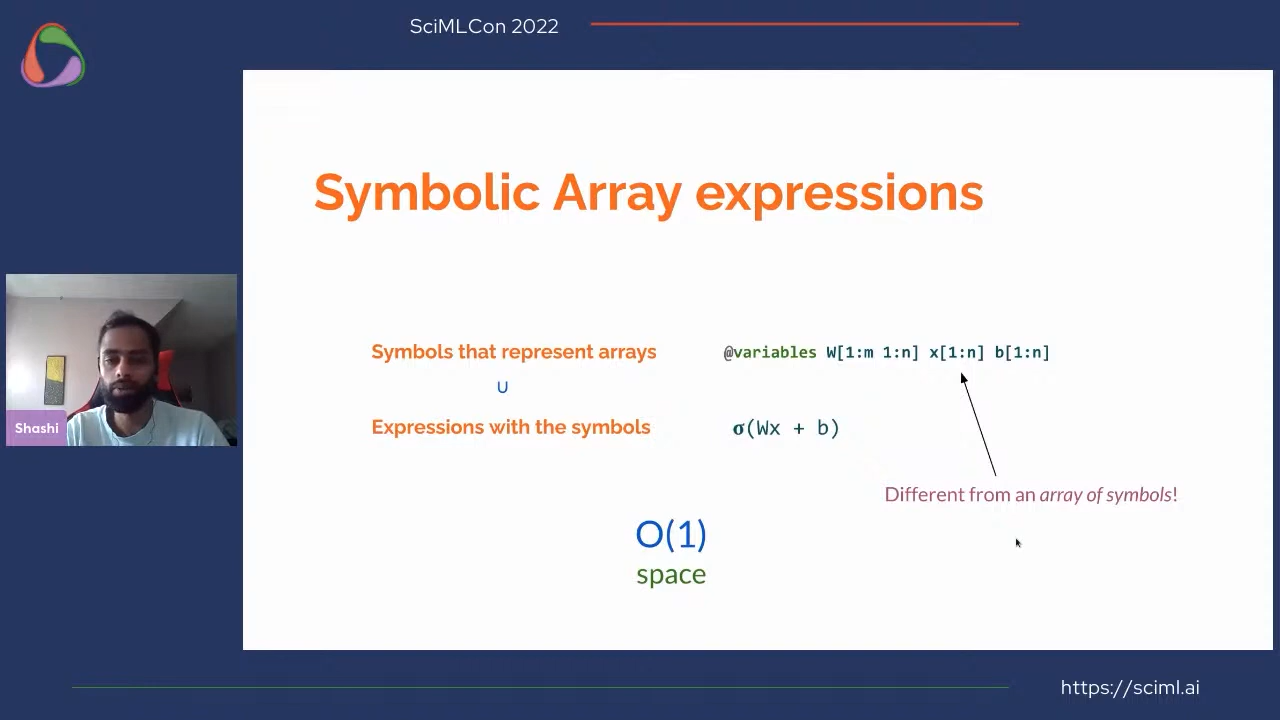 SciMLCon 2022
Symbolic Array expressions
Symbols that represent arrays
@variables W[1:m 1:n] x[1:n] b[1:n]
∪
Expressions with the symbols
σ(Wx + b)
Different from an array of symbols!
O(1)
space
Shashi
https://sciml.ai